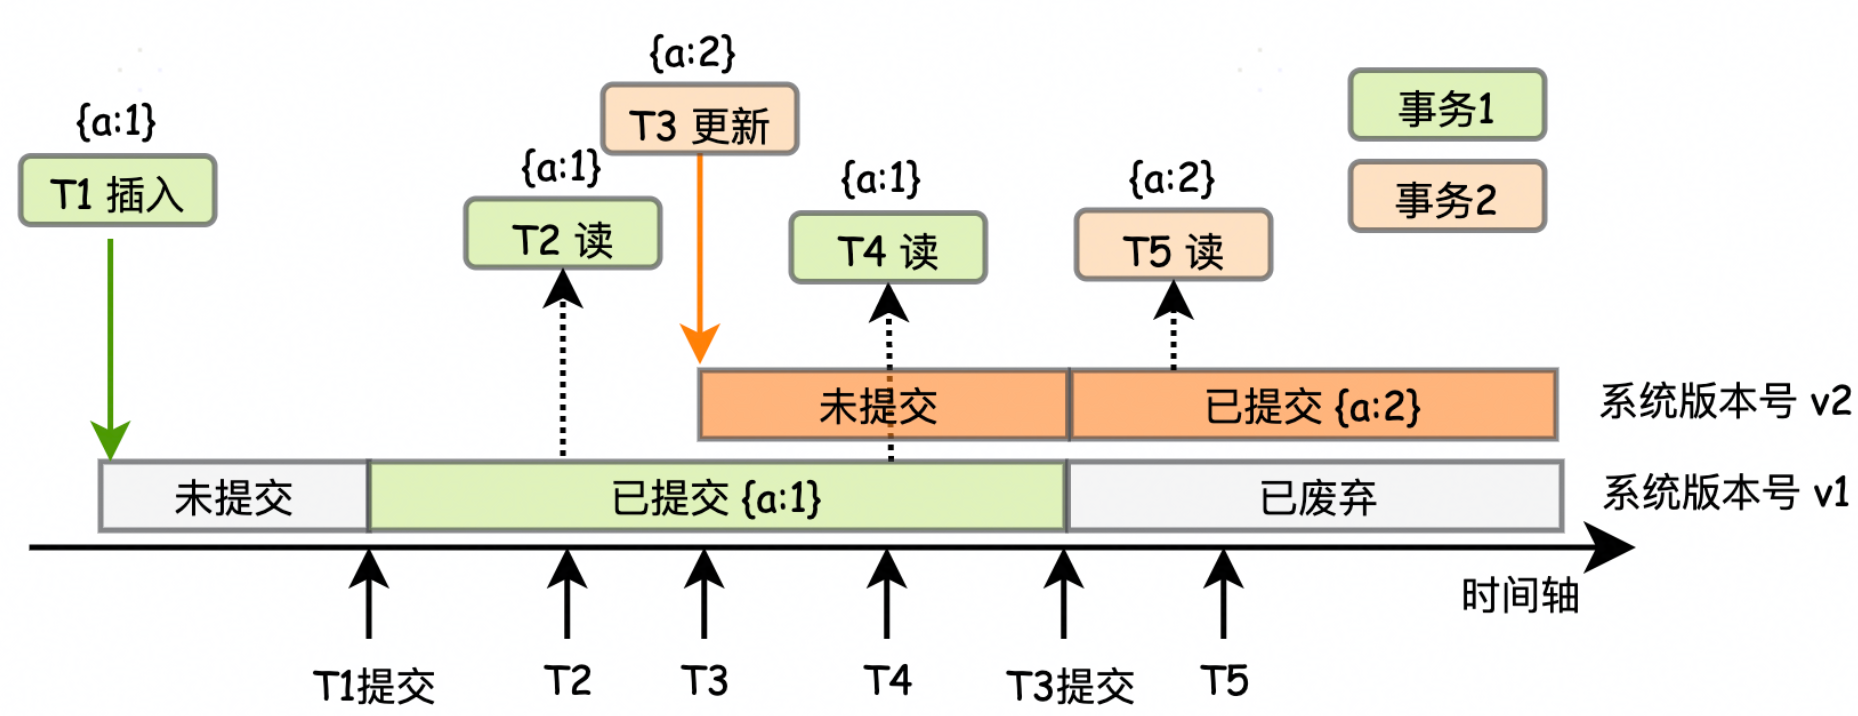 {a:2}
{a:1}
T3 更新
事务1
T1 插入
{a:1}
{a:1}
{a:2}
事务2
T2 读
T4 读
T5 读
未提交
已提交 {a:2}
系统版本号 v2
未提交
已提交 {a:1}
已废弃
系统版本号 v1
时间轴
T1提交
T2
T3
T4
T3提交
T5